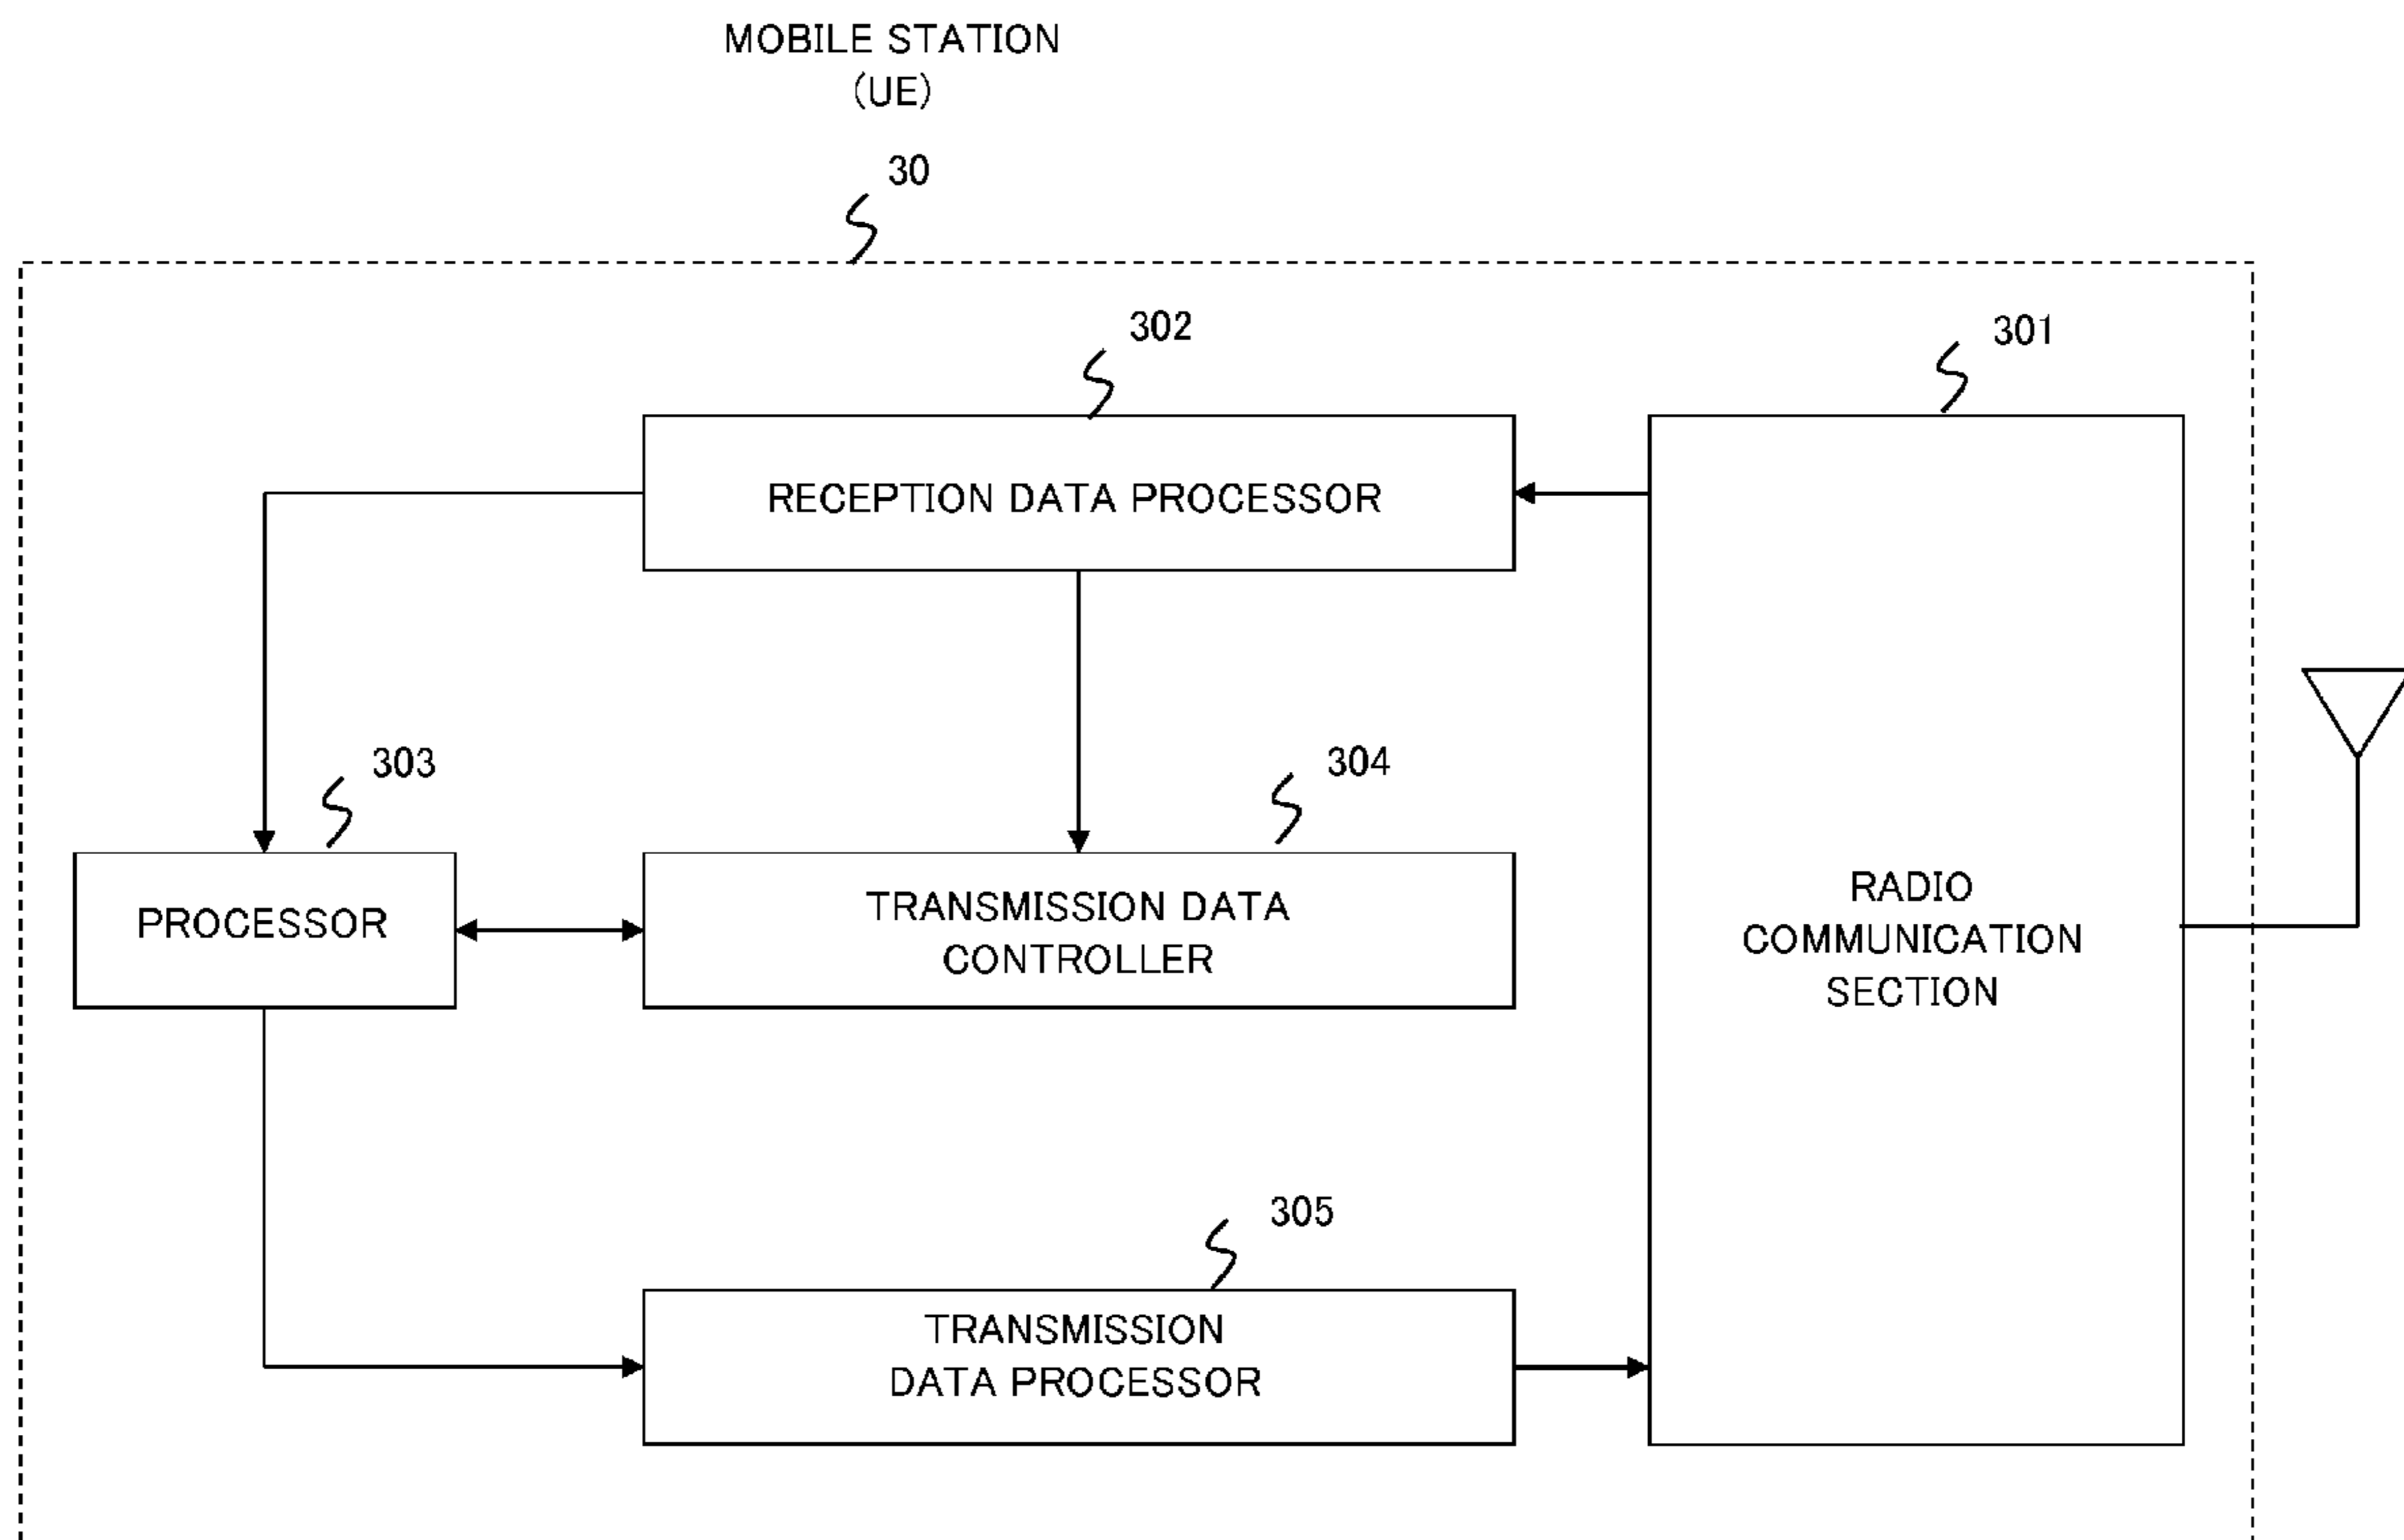 MOBILE STATION
(UE)
30
302
301
RECEPTION DATA PROCESSOR
303
304
PROCESSOR
TRANSMISSION DATA
CONTROLLER
RADIO
COMMUNICATION
SECTION
305
TRANSMISSION
DATA PROCESSOR